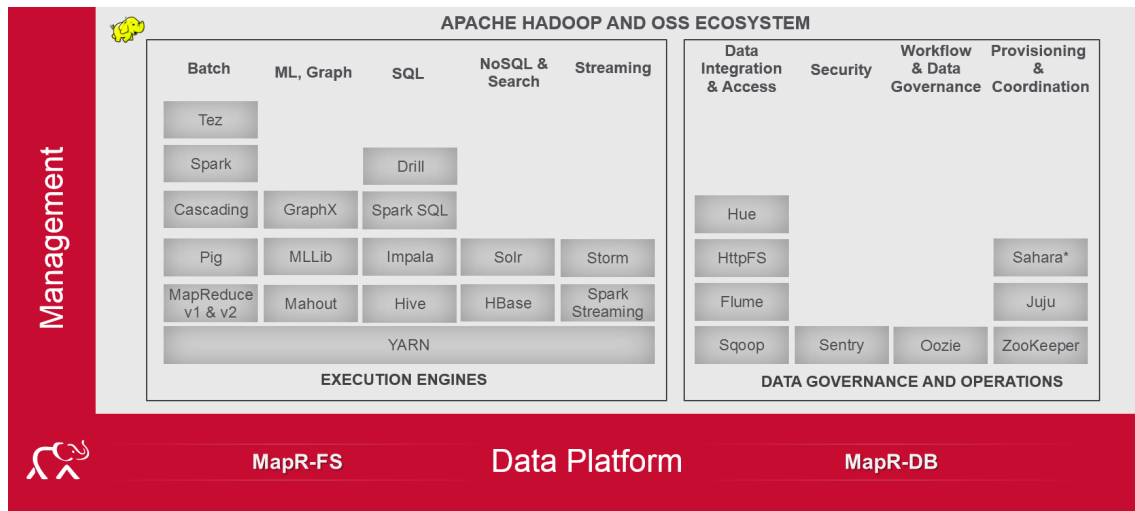 APACHE HADOOP AND OSS ECOSYSTEM
Management
Batch
ML, Graph
SQL
NoSQL &
Search
Streaming
Tez
Spark
Drill
Cascading
GraphX
Spark SQL
Pig
MLLib
Impala
Solr
Storm
MapReduce
v1 & v2
Mahout
Hive
HBase
Spark
Streaming
YARN
EXECUTION ENGINES
Data
Integration
& Access
Security
Workflow
& Data
Governance
Provisioning
&
Coordination
Hue
HttpFS
Sahara*
Flume
Juju
Sqoop
Sentry
Oozie
ZooKeeper
DATA GOVERNANCE AND OPERATIONS
MapR-FS
Data Platform
MapR-DB